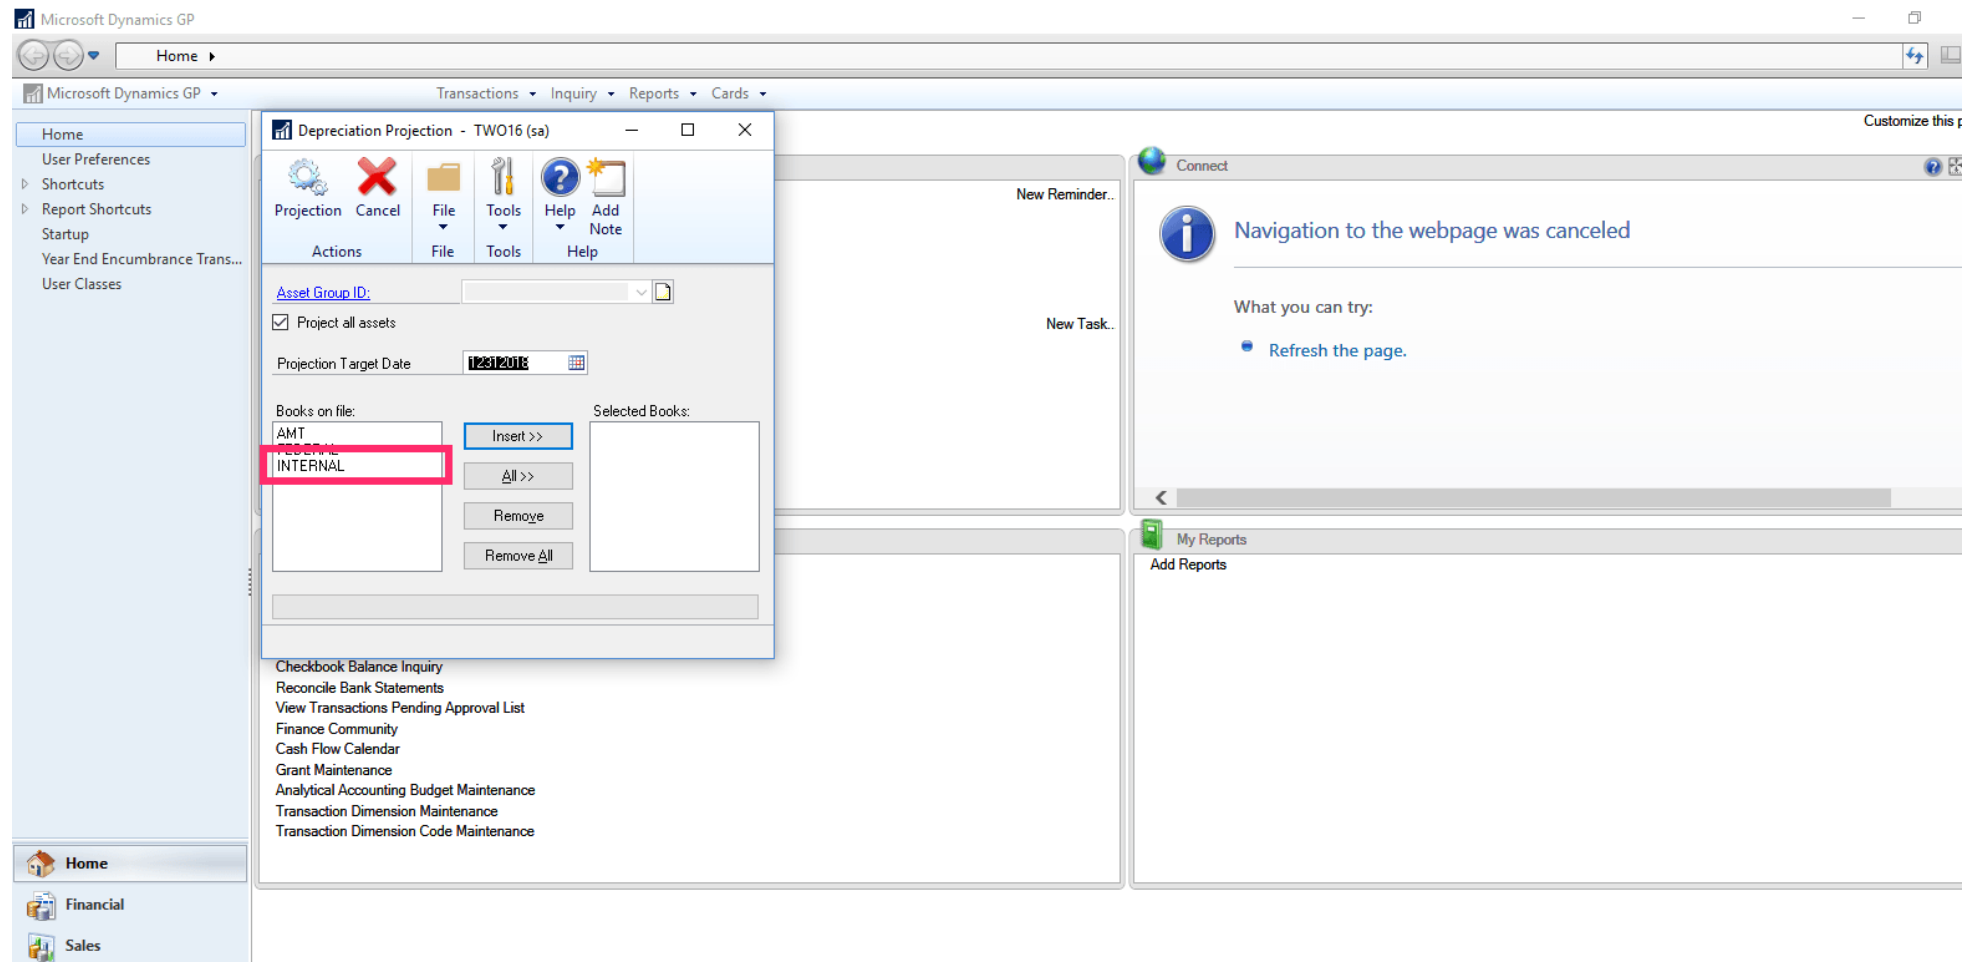 Microsoft Dynamics GP
Home
Microsoft Dynamics GP
Transactions Inquiry Reports Cards
Home
User Preferences
Shortcuts
Report Shortcuts
Startup
Year End Encumbrance Trans...
User Classes
Depreciation Projection - TWO16 (sa)
Projection Cancel File Tools Help Add Note
Actions File Tools Help
Asset Group ID:
Project all assets
Projection Target Date 12312018
Books on file: Selected Books:
AMT
FEDERAL
INTERNAL
Insert >>
All >>
Remove
Remove All
Customize this p
New Reminder..
New Task..
Connect
Navigation to the webpage was canceled
What you can try:
Refresh the page.
Checkbook Balance Inquiry
Reconcile Bank Statements
View Transactions Pending Approval List
Finance Community
Cash Flow Calendar
Grant Maintenance
Analytical Accounting Budget Maintenance
Transaction Dimension Maintenance
Transaction Dimension Code Maintenance
My Reports
Add Reports
Home
Financial
Sales